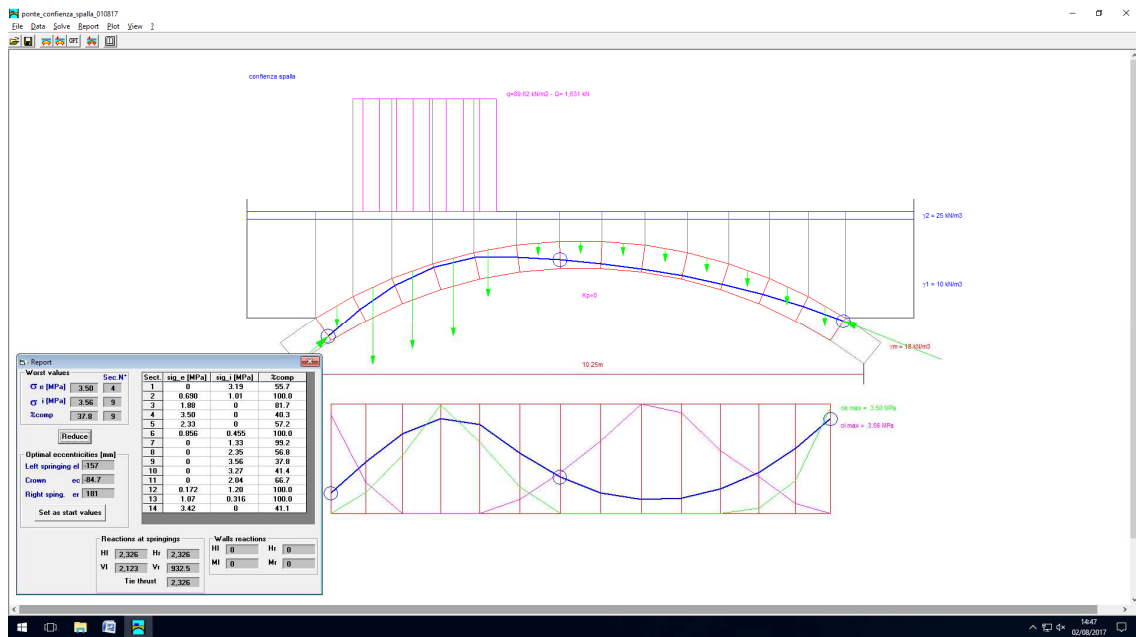 ponte_confienza_spalla_010817
File Data Solve Report Plot View ?
OPT
confienza spalla
q=89.62 kN/m2 - Q= 1,631 kN
γ2 = 25 kN/m3
γ1 = 10 kN/m3
Kp=0
γm = 18 kN/m3
10.25m
σe max = 3.50 MPa
σi max = 3.56 MPa
Report
Worst values
Sec.N°
σ e [MPa] 3.50 4
σ i [MPa] 3.56 9
%comp 37.8 9
Reduce
Optimal eccentricities [mm]
Left springing el -157
Crown ec -84.7
Right sping. er 181
Set as start values
Sect. sig_e [MPa] sig_i [MPa] %comp
1 0 3.19 55.7
2 0.690 1.01 100.0
3 1.88 0 81.7
4 3.50 0 40.3
5 2.33 0 57.2
6 0.856 0.455 100.0
7 0 1.33 99.2
8 0 2.35 56.8
9 0 3.56 37.8
10 0 3.27 41.4
11 0 2.04 66.7
12 0.172 1.20 100.0
13 1.07 0.316 100.0
14 3.42 0 41.1
Reactions at springings
Hl 2,326 Hr 2,326
Vl 2,123 Vr 932.5
Tie thrust 2,326
Walls reactions
Hl 0 Hr 0
Ml 0 Mr 0
14:47
02/08/2017